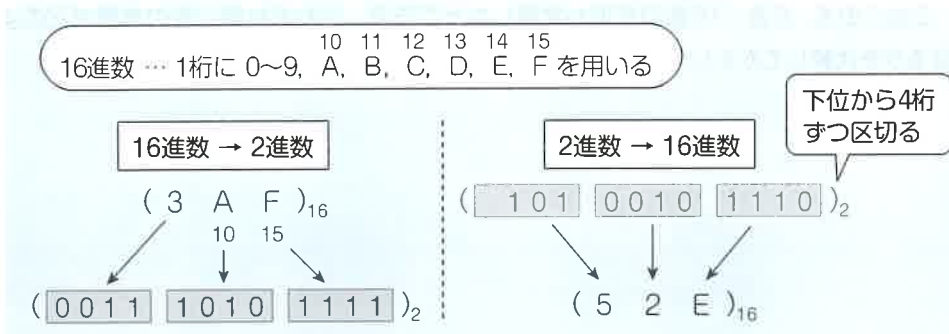 10 11 12 13 14 15
16進数 … 1桁に 0〜9, A, B, C, D, E, F を用いる
下位から4桁
ずつ区切る
16進数 → 2進数
( 3 A F )16
10 15
( 0011 1010 1111 )2
2進数 → 16進数
( 101 0010 1110 )2
( 5 2 E )16